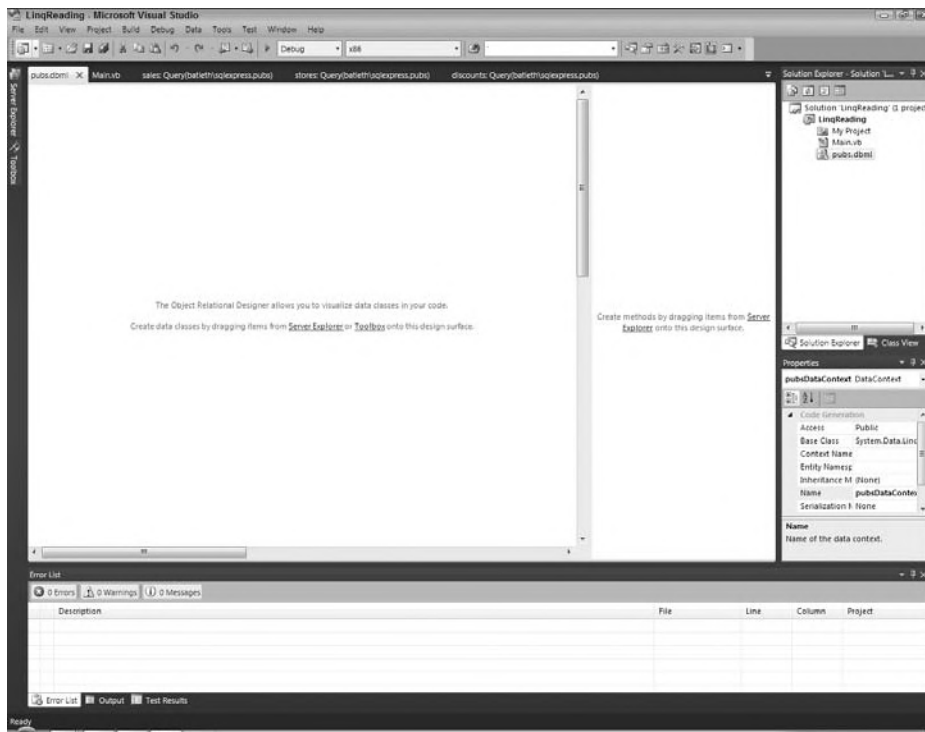 LinqReading - Microsoft Visual Studio
File Edit View Project Build Debug Data Tools Test Window Help
Debug x86
pubs.dbml X Main.vb sales: Query(batleth\sqlexpress.pubs) stores: Query(batleth\sqlexpress.pubs) discounts: Query(batleth\sqlexpress.pubs)
Server Explorer
Toolbox
The Object Relational Designer allows you to visualize data classes in your code.
Create data classes by dragging items from Server Explorer or Toolbox onto this design surface.
Create methods by dragging items from Server
Explorer onto this design surface.
Solution Explorer - Solution 'L...
Solution 'LinqReading' (1 projec
LinqReading
My Project
Main.vb
pubs.dbml
Solution Explorer Class View
Properties
pubsDataContext DataContext
Code Generation
Access Public
Base Class System.Data.Linc
Context Name
Entity Namesp
Inheritance M (None)
Name pubsDataContex
Serialization M None
Name
Name of the data context.
Error List
0 Errors 0 Warnings 0 Messages
Description File Line Column Project
Error List Output Test Results
Ready